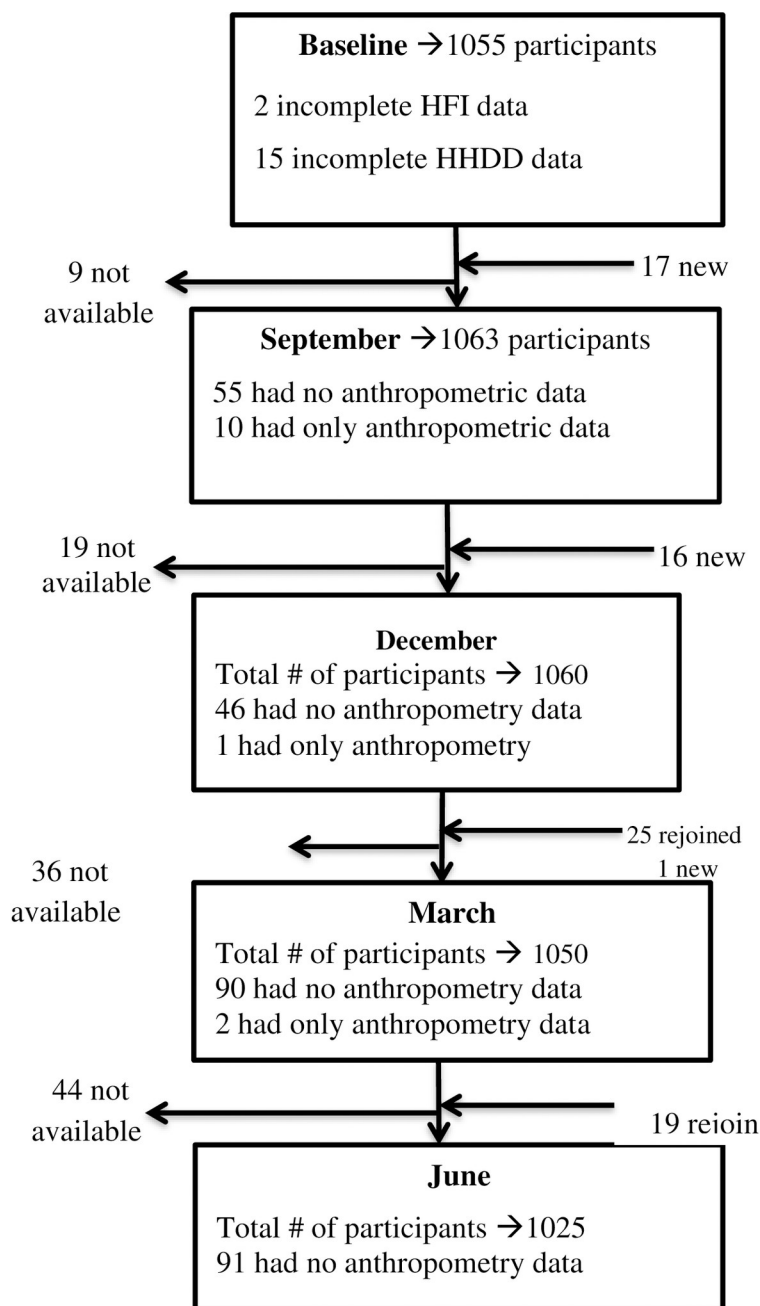 Baseline → 1055 participants
2 incomplete HFI data
15 incomplete HHDD data
9 not
available
17 new
September → 1063 participants
55 had no anthropometric data
10 had only anthropometric data
19 not
available
16 new
December
Total # of participants → 1060
46 had no anthropometry data
1 had only anthropometry
25 rejoined
1 new
36 not
available
March
Total # of participants → 1050
90 had no anthropometry data
2 had only anthropometry data
44 not
available
19 rejoin
June
Total # of participants → 1025
91 had no anthropometry data